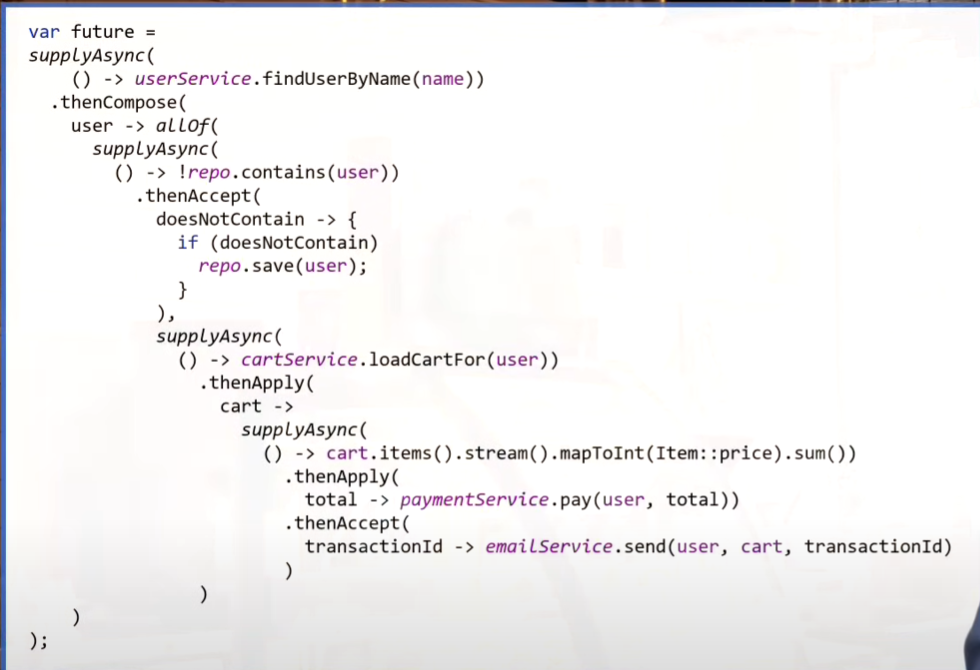 var future =
supplyAsync(
() -> userService.findUserByName(name))
.thenCompose(
user -> allOf(
supplyAsync(
() -> !repo.contains(user))
.thenAccept(
doesNotContain -> {
if (doesNotContain)
repo.save(user);
}
),
supplyAsync(
() -> cartService.loadCartFor(user))
.thenApply(
cart ->
supplyAsync(
() -> cart.items().stream().mapToInt(Item::price).sum())
.thenApply(
total -> paymentService.pay(user, total))
.thenAccept(
transactionId -> emailService.send(user, cart, transactionId)
)
)
)
);